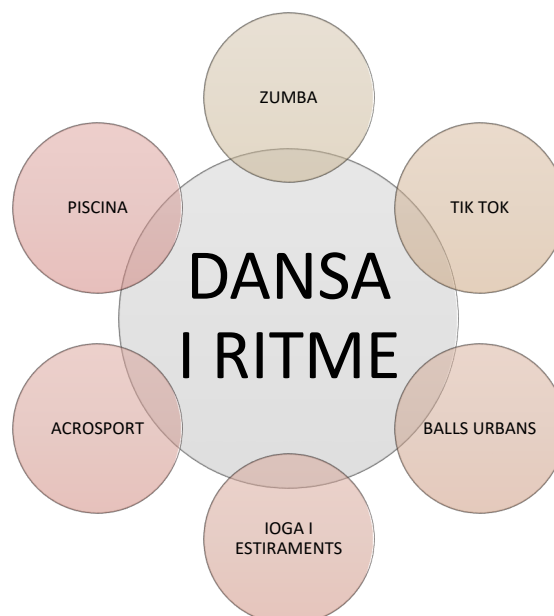 ZUMBA
PISCINA
TIK TOK
DANSA
I RITME
ACROSPORT
BALLS URBANS
IOGA I
ESTIRAMENTS